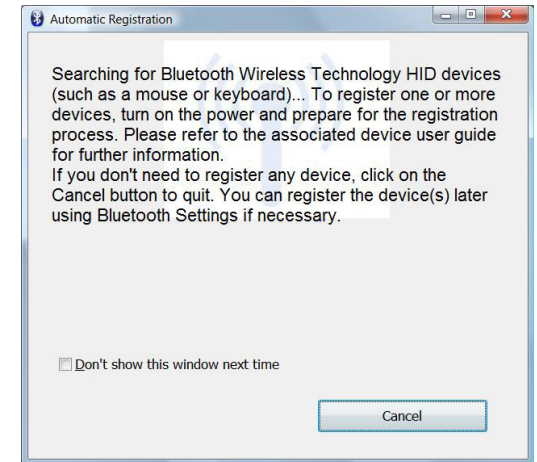 Automatic Registration
Searching for Bluetooth Wireless Technology HID devices
(such as a mouse or keyboard)... To register one or more
devices, turn on the power and prepare for the registration
process. Please refer to the associated device user guide
for further information.
If you don't need to register any device, click on the
Cancel button to quit. You can register the device(s) later
using Bluetooth Settings if necessary.
Don't show this window next time
Cancel